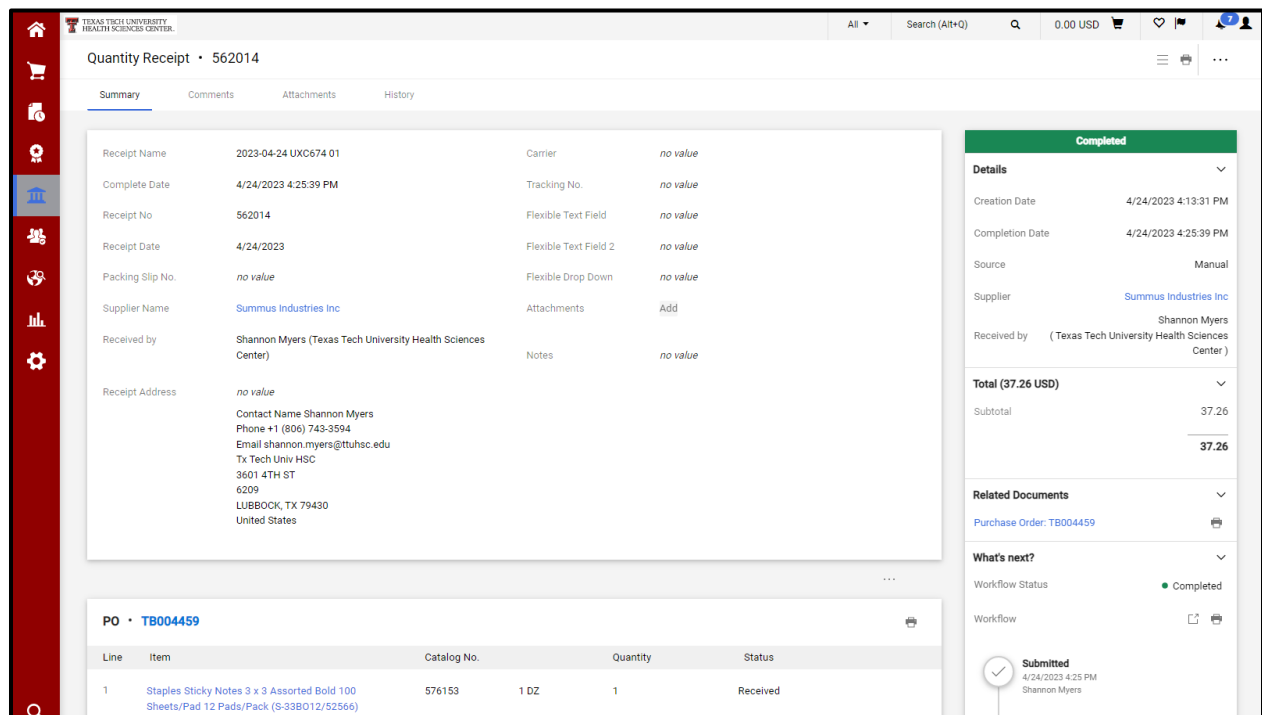 TEXAS TECH UNIVERSITY
HEALTH SCIENCES CENTER.
All
Search (Alt+Q)
0.00 USD
7
Quantity Receipt • 562014
Summary
Comments
Attachments
History
Receipt Name 2023-04-24 UXC674 01
Complete Date 4/24/2023 4:25:39 PM
Receipt No 562014
Receipt Date 4/24/2023
Packing Slip No. no value
Supplier Name Summus Industries Inc
Received by Shannon Myers (Texas Tech University Health Sciences
Center)
Receipt Address no value
Contact Name Shannon Myers
Phone +1 (806) 743-3594
Email shannon.myers@ttuhsc.edu
Tx Tech Univ HSC
3601 4TH ST
6209
LUBBOCK, TX 79430
United States
Carrier no value
Tracking No. no value
Flexible Text Field no value
Flexible Text Field 2 no value
Flexible Drop Down no value
Attachments Add
Notes no value
...
PO • TB004459
Line Item Catalog No. Quantity Status
1 Staples Sticky Notes 3 x 3 Assorted Bold 100 576153 1 DZ 1 Received
Sheets/Pad 12 Pads/Pack (S-33BO12/52566)
Completed
Details
Creation Date 4/24/2023 4:13:31 PM
Completion Date 4/24/2023 4:25:39 PM
Source Manual
Supplier Summus Industries Inc
Shannon Myers
Received by ( Texas Tech University Health Sciences
Center )
Total (37.26 USD)
Subtotal 37.26
37.26
Related Documents
Purchase Order: TB004459
What's next?
Workflow Status Completed
Workflow
Submitted
4/24/2023 4:25 PM
Shannon Myers